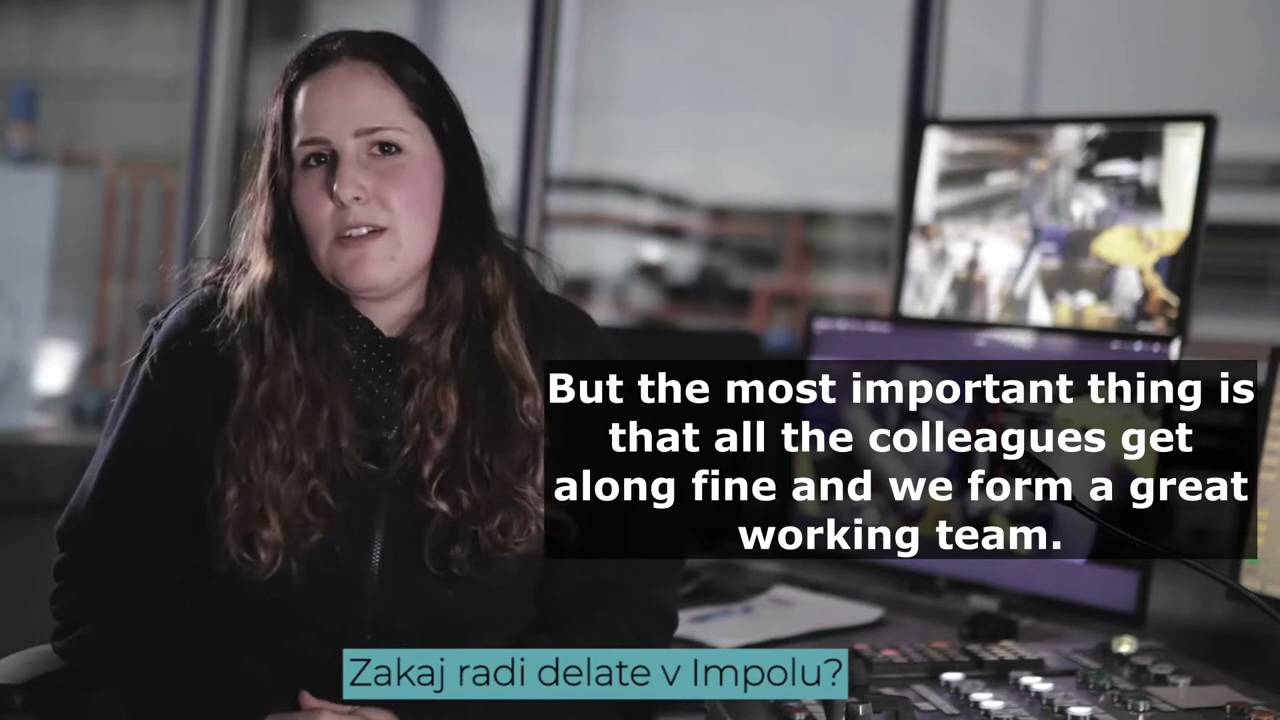 But the most important thing is
that all the colleagues get
along fine and we form a great
working team.
Zakaj radi delate v Impolu?